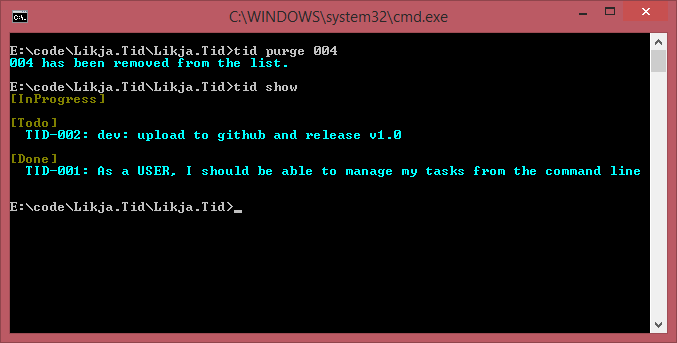 C:\WINDOWS\system32\cmd.exe
E:\code\Likja.Tid\Likja.Tid>tid purge 004
004 has been removed from the list.
E:\code\Likja.Tid\Likja.Tid>tid show
[InProgress]
[Todo]
TID-002: dev: upload to github and release v1.0
[Done]
TID-001: As a USER, I should be able to manage my tasks from the command line
E:\code\Likja.Tid\Likja.Tid>_